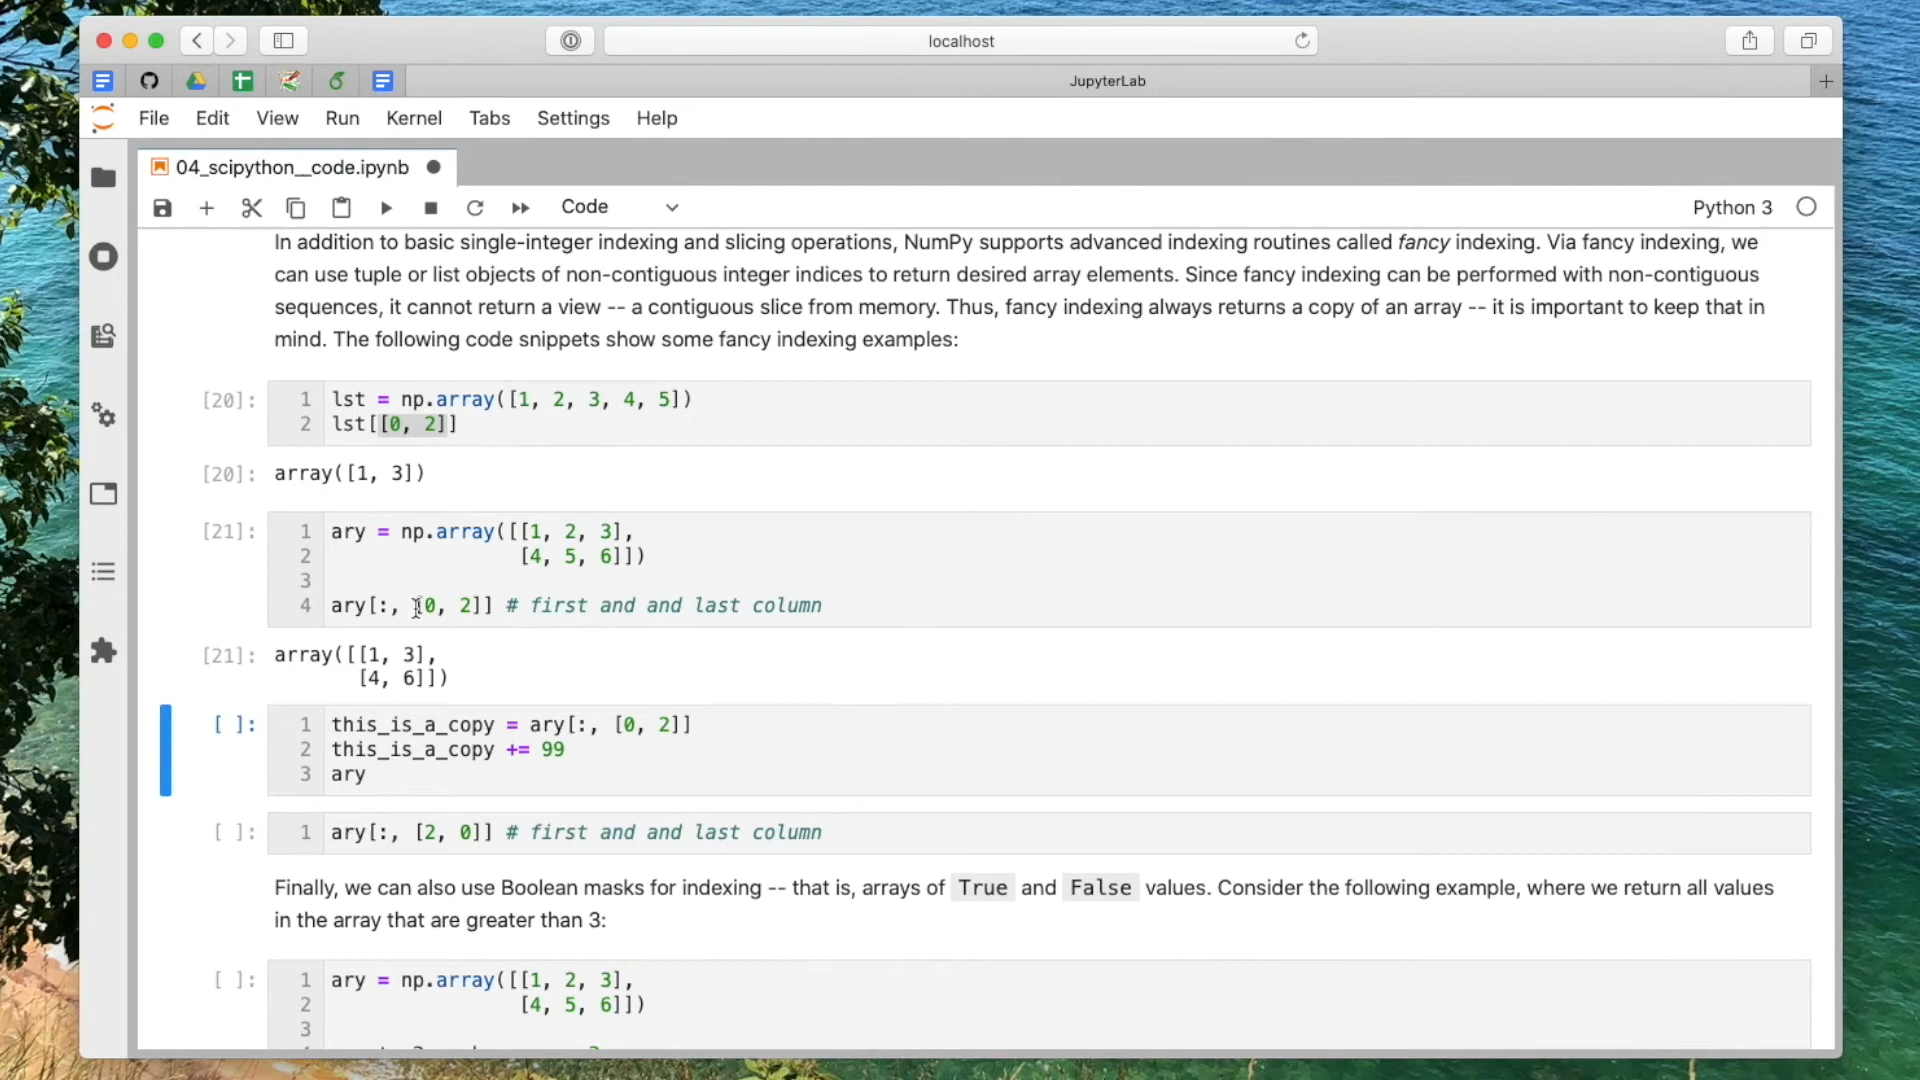 localhost
JupyterLab
File Edit View Run Kernel Tabs Settings Help
04_scipython__code.ipynb
Code
Python 3
In addition to basic single-integer indexing and slicing operations, NumPy supports advanced indexing routines called fancy indexing. Via fancy indexing, we
can use tuple or list objects of non-contiguous integer indices to return desired array elements. Since fancy indexing can be performed with non-contiguous
sequences, it cannot return a view -- a contiguous slice from memory. Thus, fancy indexing always returns a copy of an array -- it is important to keep that in
mind. The following code snippets show some fancy indexing examples:
[20]: 1 lst = np.array([1, 2, 3, 4, 5])
2 lst[[0, 2]]
[20]: array([1, 3])
[21]: 1 ary = np.array([[1, 2, 3],
2 [4, 5, 6]])
3
4 ary[:, [0, 2]] # first and and last column
[21]: array([[1, 3],
[4, 6]])
[ ]: 1 this_is_a_copy = ary[:, [0, 2]]
2 this_is_a_copy += 99
3 ary
[ ]: 1 ary[:, [2, 0]] # first and and last column
Finally, we can also use Boolean masks for indexing -- that is, arrays of True and False values. Consider the following example, where we return all values
in the array that are greater than 3:
[ ]: 1 ary = np.array([[1, 2, 3],
2 [4, 5, 6]])
3